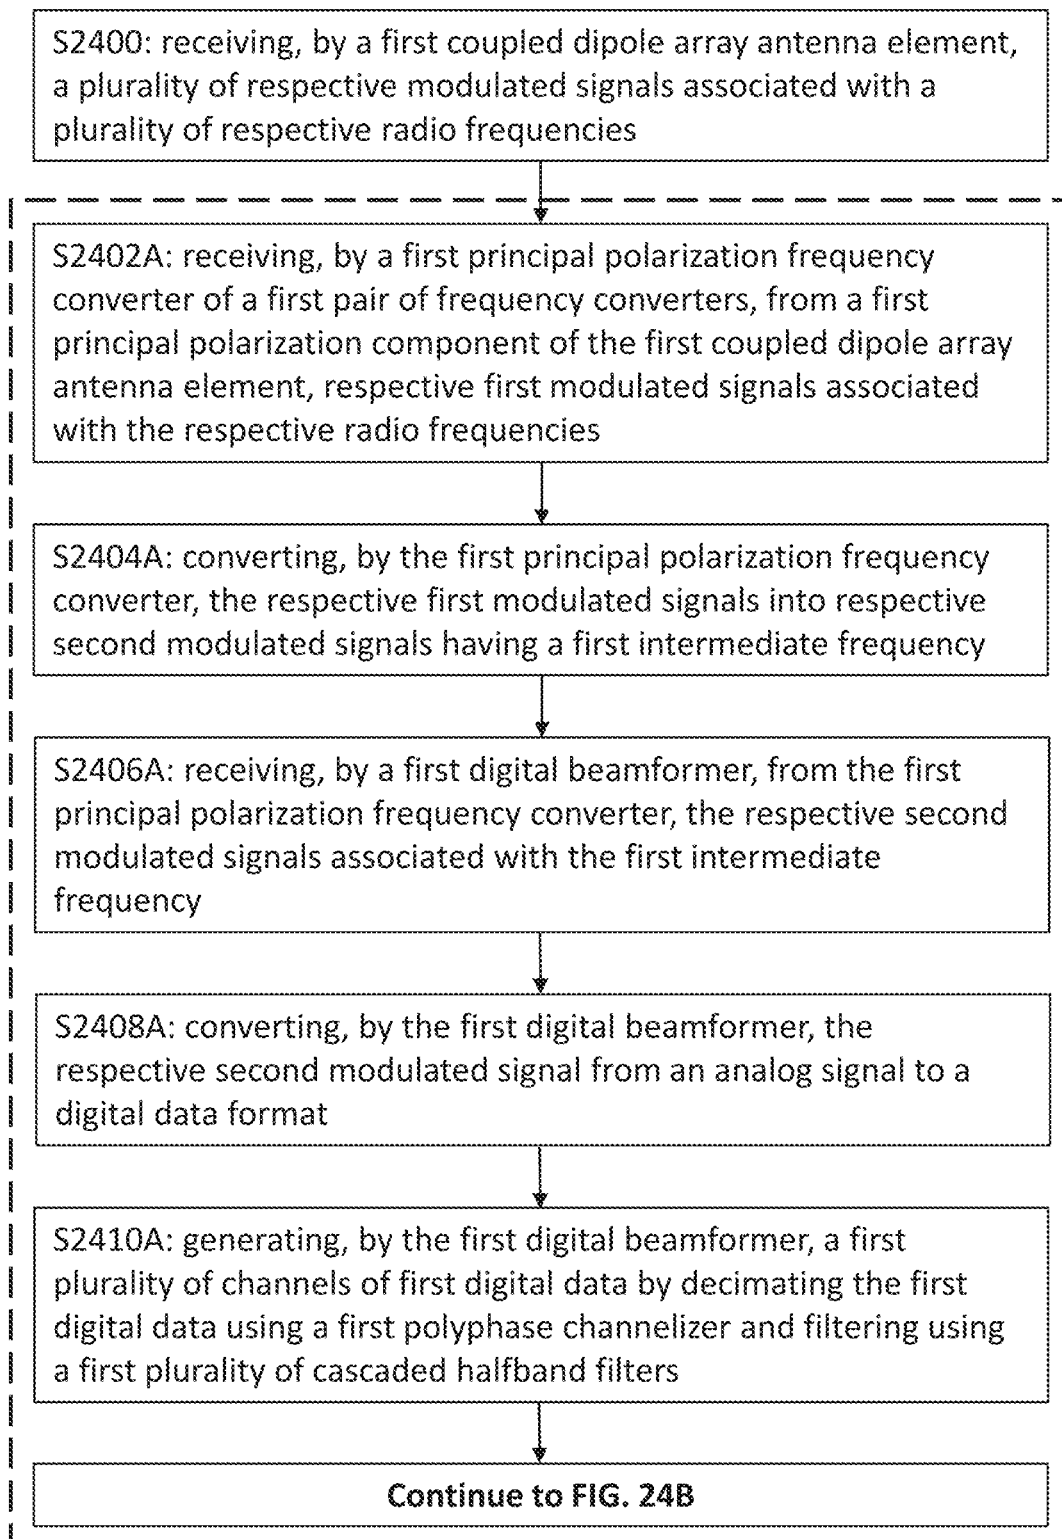 S2400: receiving, by a first coupled dipole array antenna element,
a plurality of respective modulated signals associated with a
plurality of respective radio frequencies
S2402A: receiving, by a first principal polarization frequency
converter of a first pair of frequency converters, from a first
principal polarization component of the first coupled dipole array
antenna element, respective first modulated signals associated
with the respective radio frequencies
S2404A: converting, by the first principal polarization frequency
converter, the respective first modulated signals into respective
second modulated signals having a first intermediate frequency
S2406A: receiving, by a first digital beamformer, from the first
principal polarization frequency converter, the respective second
modulated signals associated with the first intermediate
frequency
S2408A: converting, by the first digital beamformer, the
respective second modulated signal from an analog signal to a
digital data format
S2410A: generating, by the first digital beamformer, a first
plurality of channels of first digital data by decimating the first
digital data using a first polyphase channelizer and filtering using
a first plurality of cascaded halfband filters
Continue to FIG. 24B